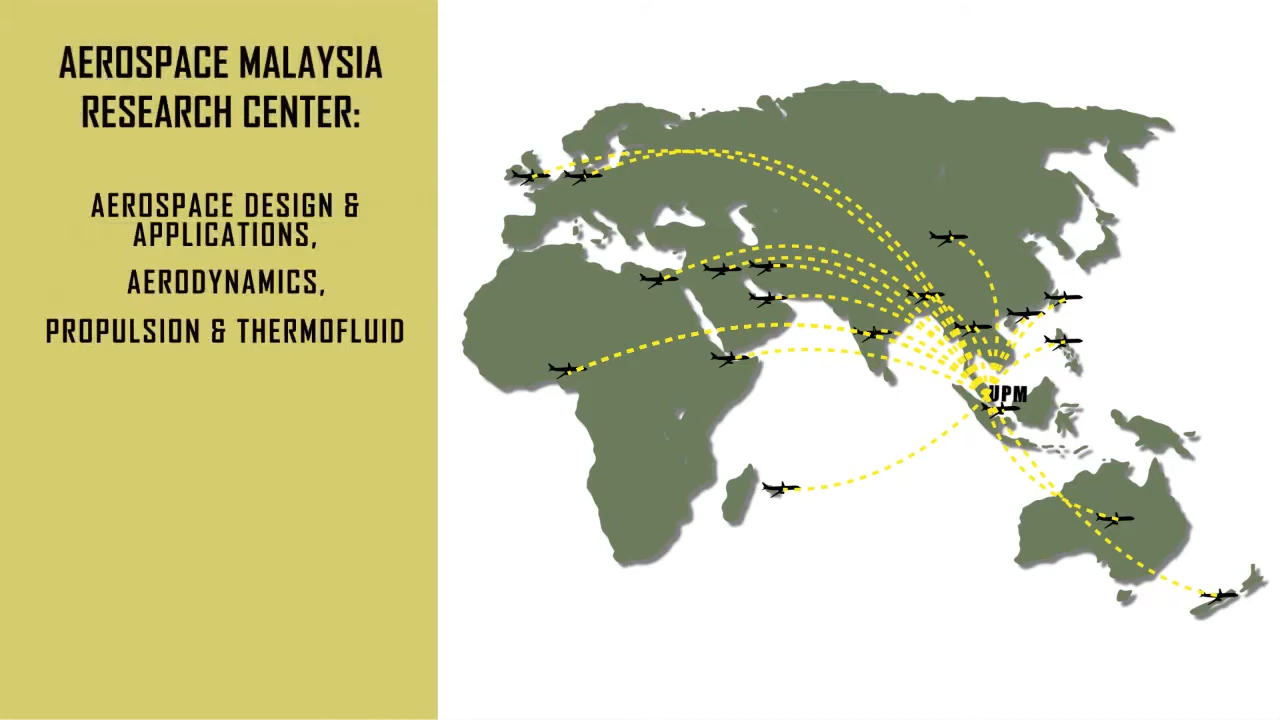 AEROSPACE MALAYSIA
RESEARCH CENTER:
AEROSPACE DESIGN &
APPLICATIONS,
AERODYNAMICS,
PROPULSION & THERMOFLUID
UPM